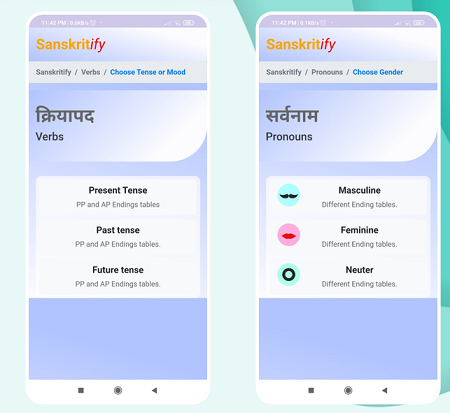 11:42 PM | 0.6KB/s
Sanskritify
Sanskritify / Verbs / Choose Tense or Mood
क्रियापद
Verbs
Present Tense
PP and AP Endings tables
Past tense
PP and AP Endings tables.
Future tense
PP and AP Endings tables.
11:42 PM | 0.1KB/s
Sanskritify
Sanskritify / Pronouns / Choose Gender
सर्वनाम
Pronouns
Masculine
Different Ending tables.
Feminine
Different Ending tables.
Neuter
Different Ending tables.